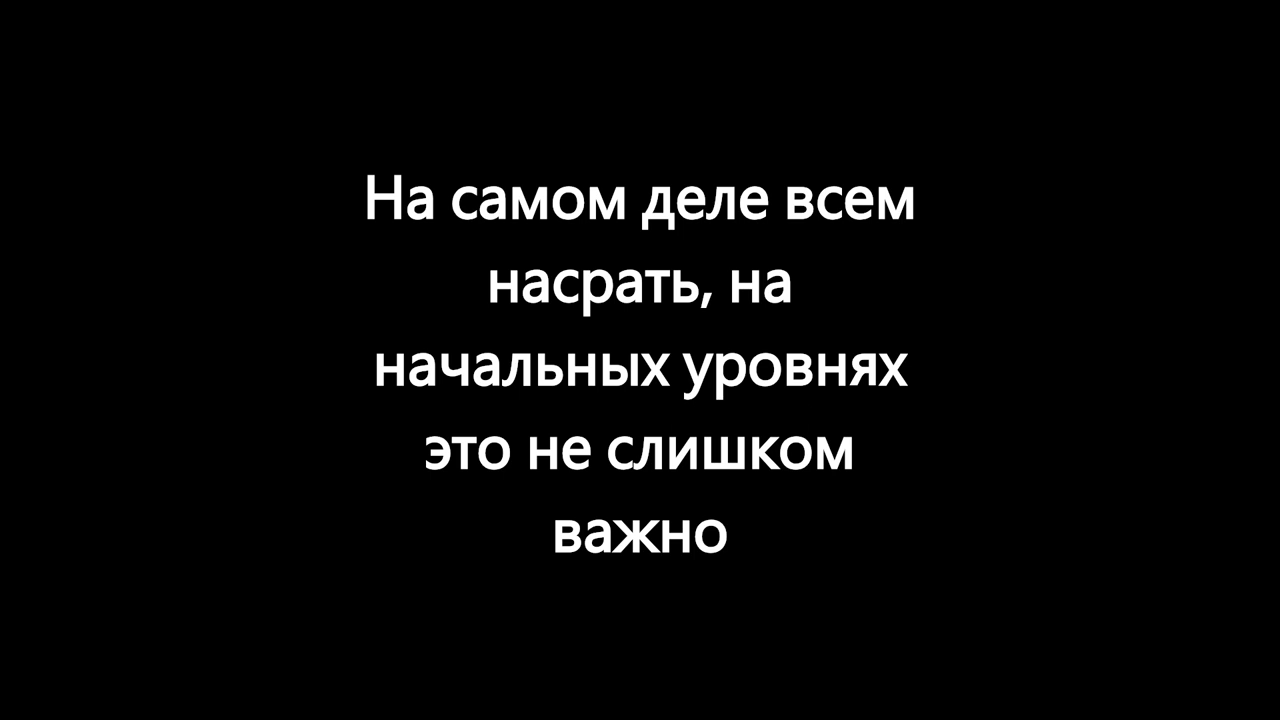 На самом деле всем
насрать, на
начальных уровнях
это не слишком
важно